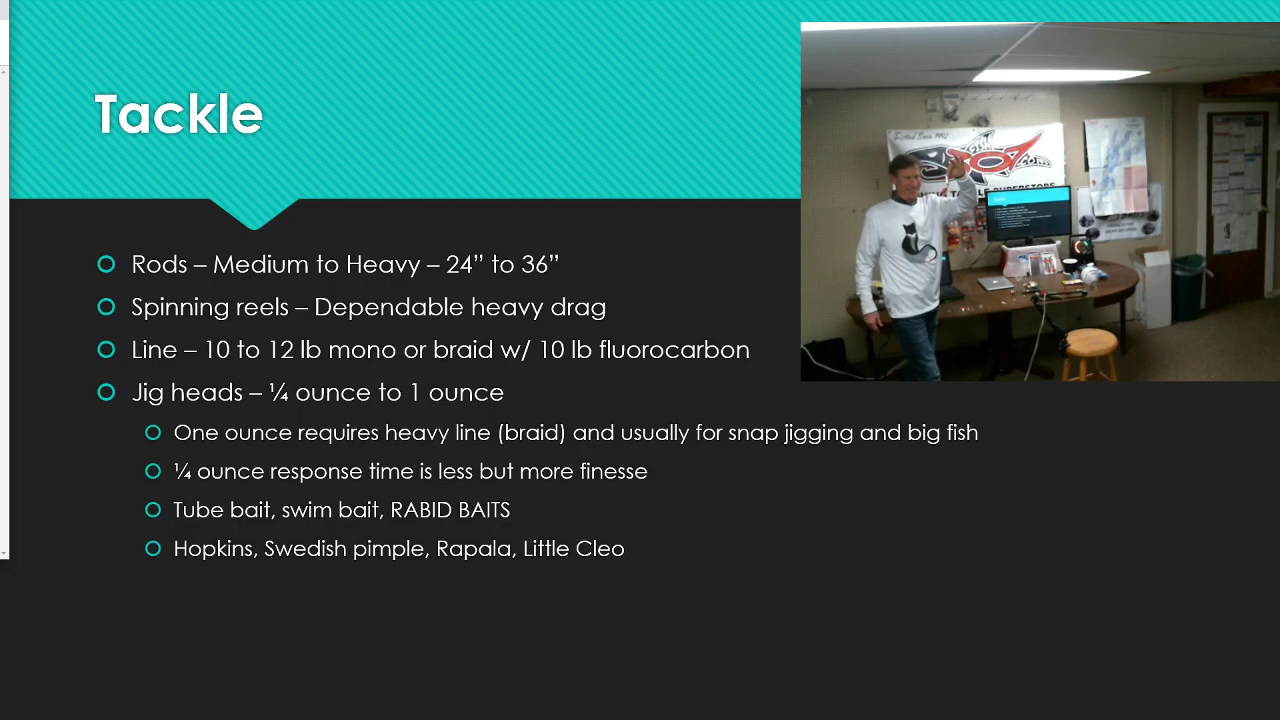 Tackle
Rods – Medium to Heavy – 24” to 36”
Spinning reels – Dependable heavy drag
Line – 10 to 12 lb mono or braid w/ 10 lb fluorocarbon
Jig heads – ¼ ounce to 1 ounce
One ounce requires heavy line (braid) and usually for snap jigging and big fish
¼ ounce response time is less but more finesse
Tube bait, swim bait, RABID BAITS
Hopkins, Swedish pimple, Rapala, Little Cleo
FISH
.COM